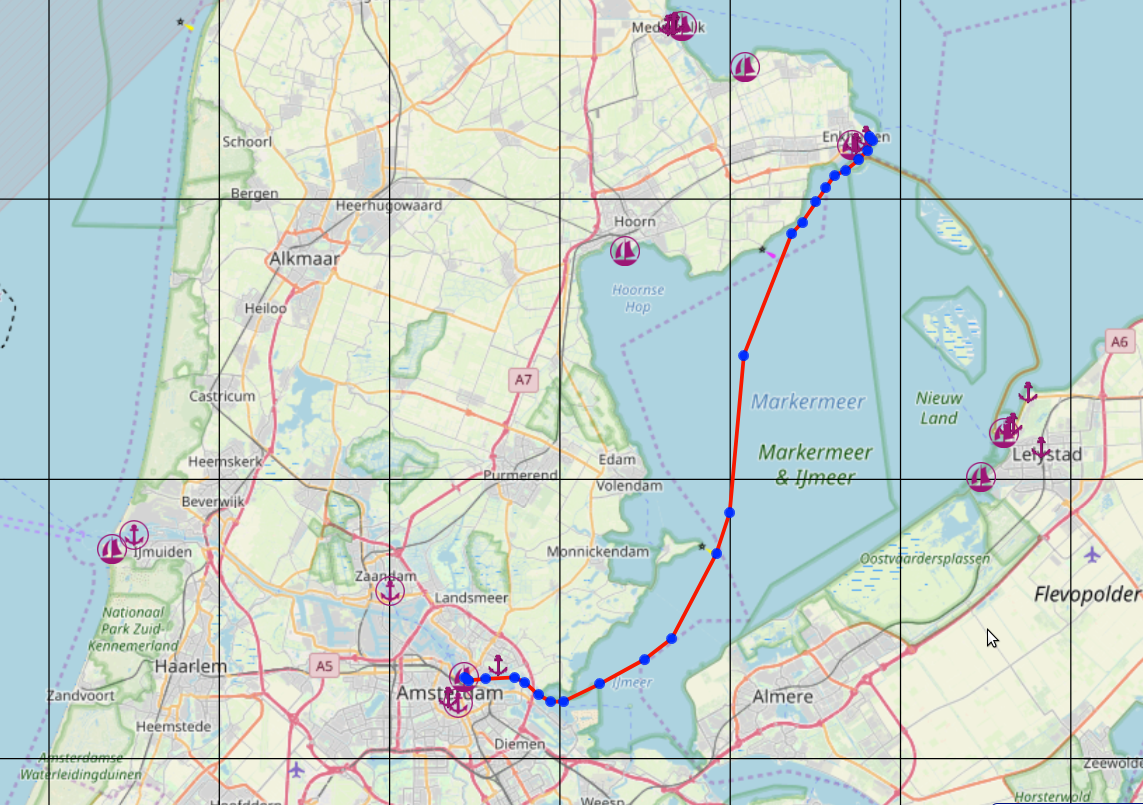 Medemblik
Enkhuizen
Schoorl
Bergen
Heerhugowaard
Hoorn
Alkmaar
Hoornse
Hop
Heiloo
A6
A7
Castricum
Markermeer
Nieuw
Land
Markermeer
& IJmeer
Heemskerk
Edam
Purmerend
Volendam
Lelystad
Beverwijk
IJmuiden
Monnickendam
Oostvaardersplassen
Zaandam
Landsmeer
Flevopolder
Nationaal
Park Zuid-
Kennemerland
Haarlem
A5
IJmeer
Zandvoort
Amsterdam
Almere
Heemstede
Diemen
Amsterdamse
Waterleidingduinen
Zeewolde
Hoofddorp
Weesp
Horsterwold